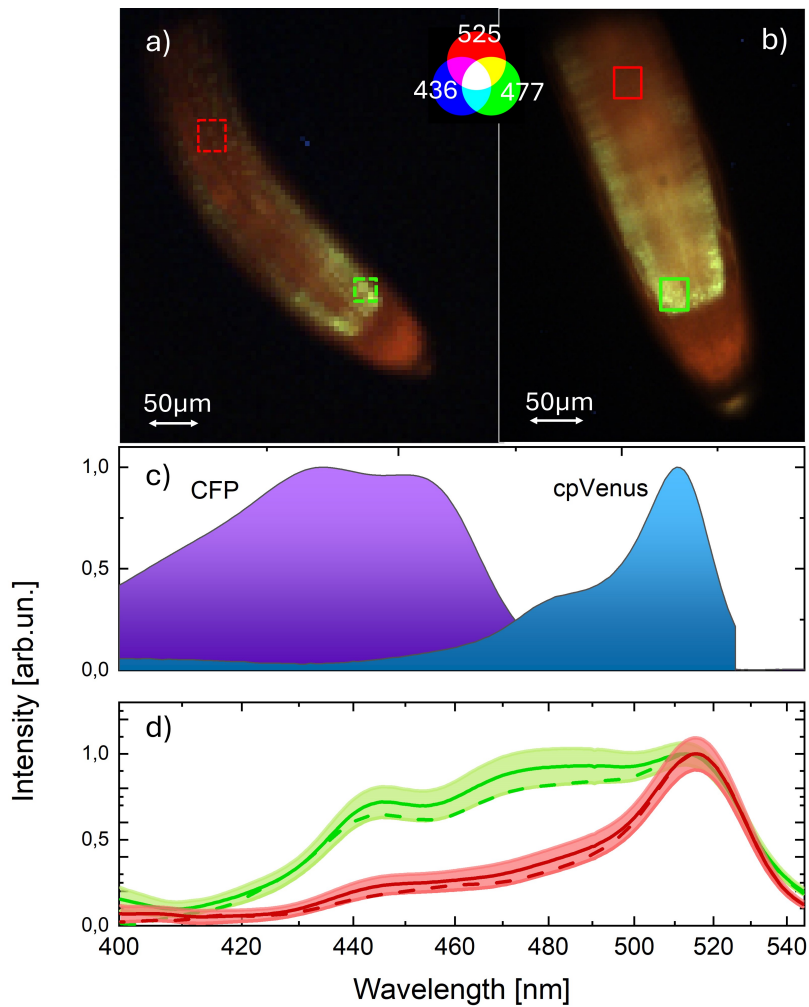 a)
525
436
477
b)
50µm
50µm
Intensity [arb.un.]
1,0
0,5
0,0
c)
CFP
cpVenus
1,0
0,5
0,0
d)
400
420
440
460
480
500
520
540
Wavelength [nm]